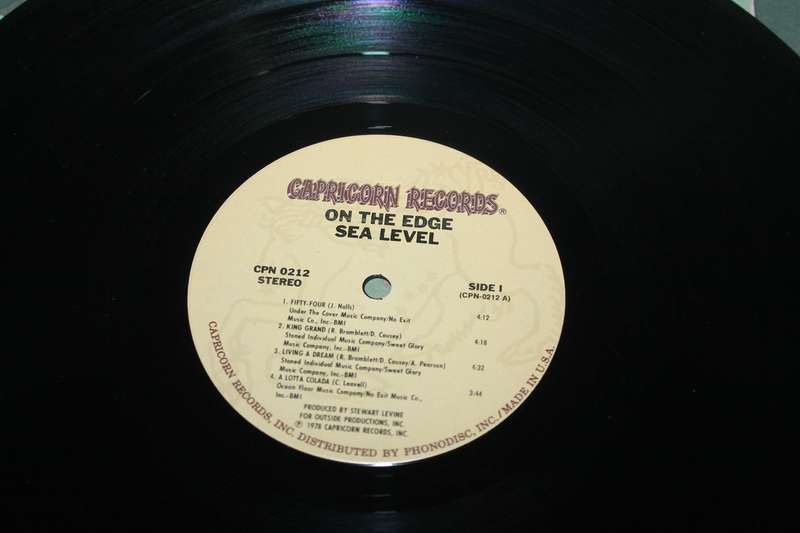 CAPRICORN RECORDS®
ON THE EDGE
SEA LEVEL
CPN 0212
STEREO
SIDE I
(CPN-0212 A)
1. FIFTY-FOUR (J. Nalls) 4:12
Under The Cover Music Company/No Exit
Music Co., Inc.-BMI
2. KING GRAND (R. Bramblett/D. Causey) 4:18
Stoned Individual Music Company/Sweet Glory
Music Company, Inc.-BMI
3. LIVING A DREAM (R. Bramblett/D. Causey/A. Pearson) 4:32
Stoned Individual Music Company/Sweet Glory
Music Company, Inc.-BMI
4. A LOTTA COLADA (C. Leavell) 3:44
Ocean Floor Music Company/No Exit Music Co.,
Inc.-BMI
PRODUCED BY STEWART LEVINE
FOR OUTSIDE PRODUCTIONS, INC.
℗ 1978 CAPRICORN RECORDS, INC.
CAPRICORN RECORDS, INC. DISTRIBUTED BY PHONODISC, INC./MADE IN U.S.A.